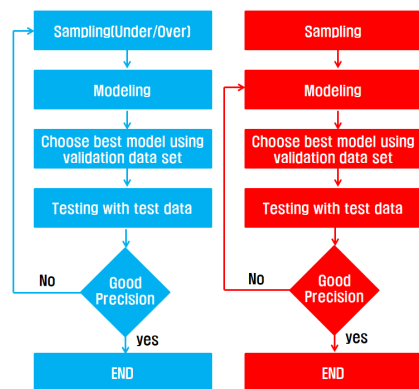 Sampling(Under/Over)
Modeling
Choose best model using
validation data set
Testing with test data
Good
Precision
No
yes
END
Sampling
Modeling
Choose best model using
validation data set
Testing with test data
Good
Precision
No
yes
END